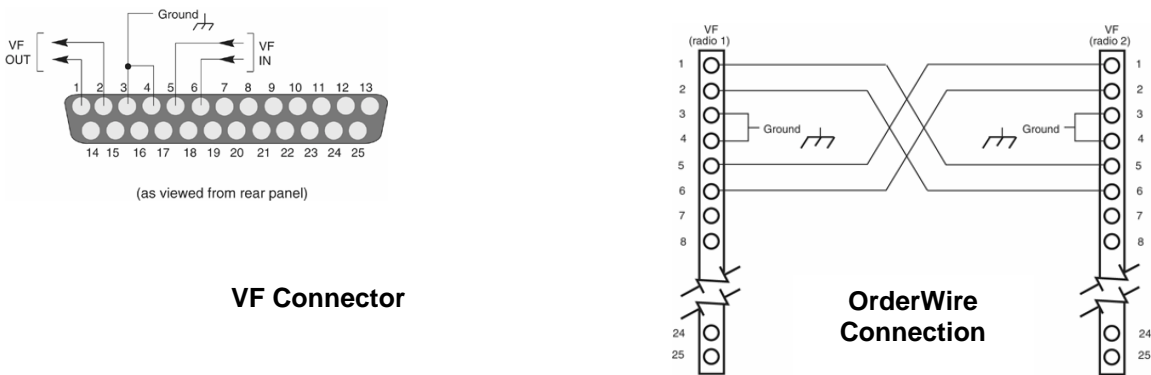 Ground
VF
OUT
VF
IN
1 2 3 4 5 6 7 8 9 10 11 12 13
14 15 16 17 18 19 20 21 22 23 24 25
(as viewed from rear panel)
VF Connector
VF
(radio 1)
VF
(radio 2)
1 1
2 2
3 3
Ground Ground
4 4
5 5
6 6
7 7
8 8
24 24
25 25
OrderWire
Connection